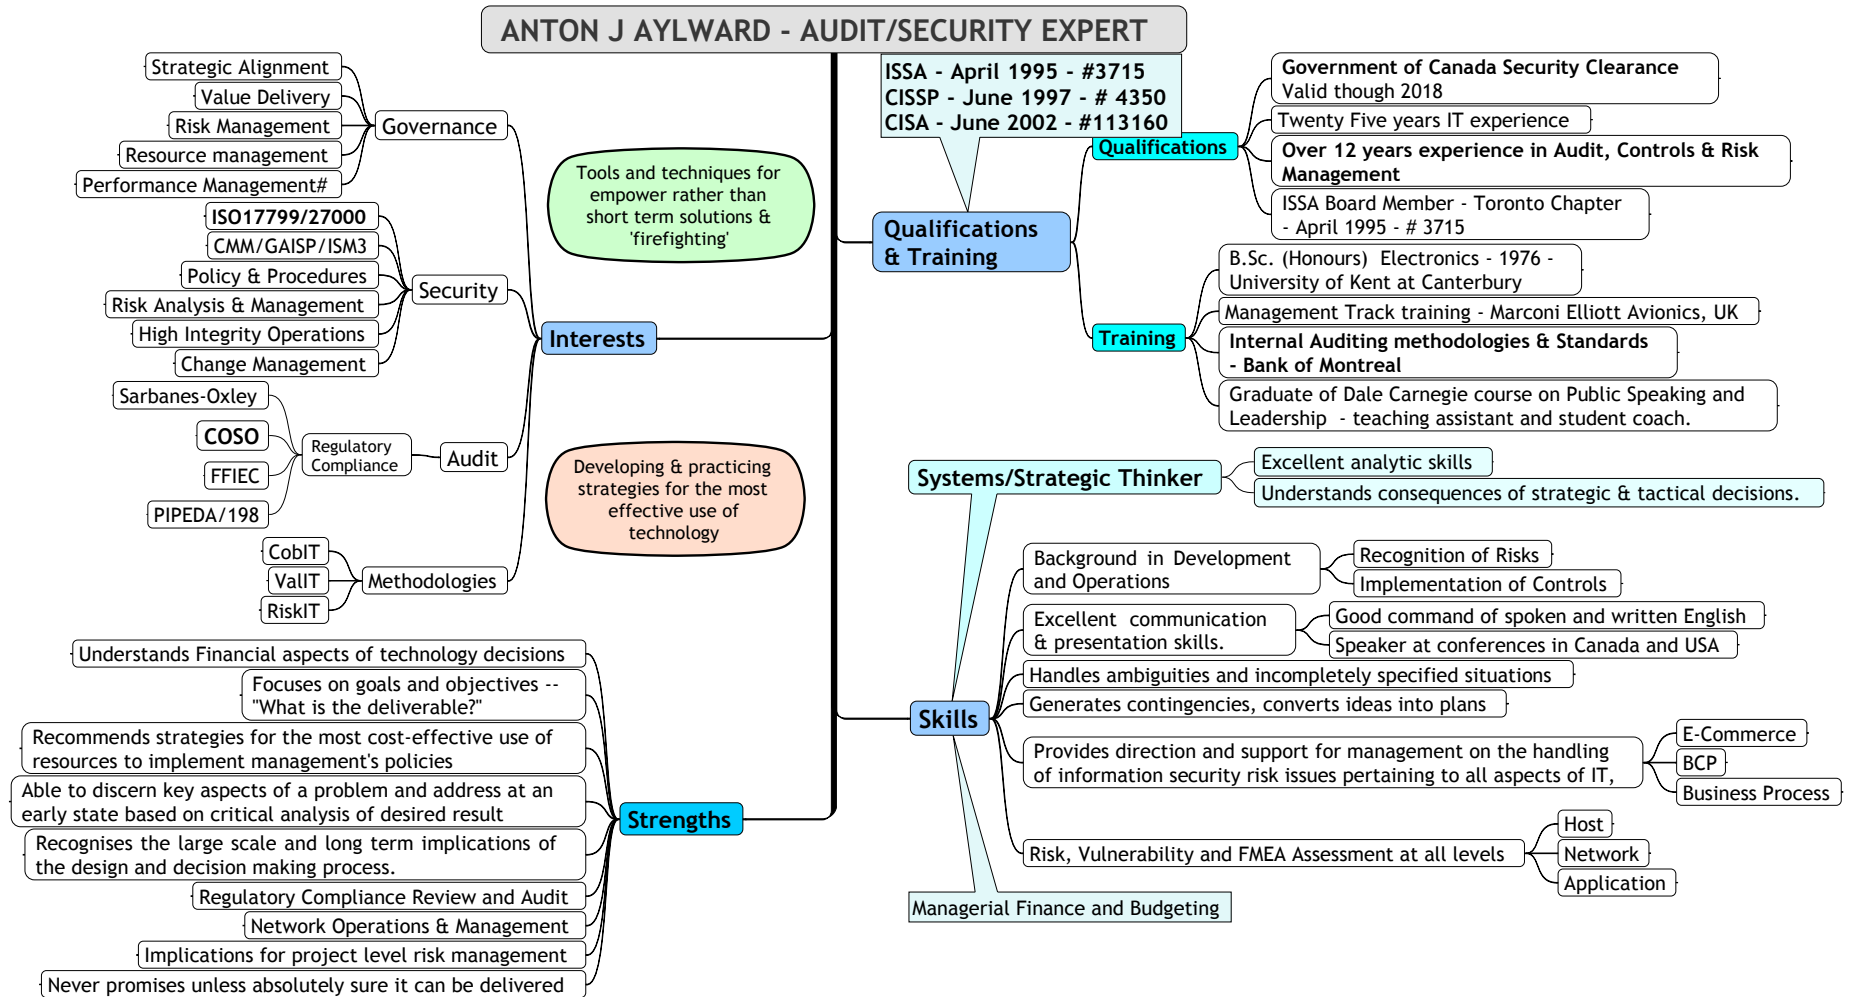 ANTON J AYLWARD - AUDIT/SECURITY EXPERT
Strategic Alignment
Value Delivery
Risk Management
Resource management
Performance Management#
Governance
ISO17799/27000
CMM/GAISP/ISM3
Policy & Procedures
Risk Analysis & Management
High Integrity Operations
Change Management
Security
Sarbanes-Oxley
COSO
FFIEC
PIPEDA/198
Regulatory
Compliance
Audit
CobIT
ValIT
RiskIT
Methodologies
Interests
Tools and techniques for
empower rather than
short term solutions &
'firefighting'
Developing & practicing
strategies for the most
effective use of
technology
Understands Financial aspects of technology decisions
Focuses on goals and objectives --
"What is the deliverable?"
Recommends strategies for the most cost-effective use of
resources to implement management's policies
Able to discern key aspects of a problem and address at an
early state based on critical analysis of desired result
Recognises the large scale and long term implications of
the design and decision making process.
Regulatory Compliance Review and Audit
Network Operations & Management
Implications for project level risk management
Never promises unless absolutely sure it can be delivered
Strengths
ISSA - April 1995 - #3715
CISSP - June 1997 - # 4350
CISA - June 2002 - #113160
Qualifications
& Training
Qualifications
Government of Canada Security Clearance
Valid though 2018
Twenty Five years IT experience
Over 12 years experience in Audit, Controls & Risk
Management
ISSA Board Member - Toronto Chapter
- April 1995 - # 3715
Training
B.Sc. (Honours) Electronics - 1976 -
University of Kent at Canterbury
Management Track training - Marconi Elliott Avionics, UK
Internal Auditing methodologies & Standards
- Bank of Montreal
Graduate of Dale Carnegie course on Public Speaking and
Leadership - teaching assistant and student coach.
Systems/Strategic Thinker
Excellent analytic skills
Understands consequences of strategic & tactical decisions.
Skills
Background in Development
and Operations
Recognition of Risks
Implementation of Controls
Excellent communication
& presentation skills.
Good command of spoken and written English
Speaker at conferences in Canada and USA
Handles ambiguities and incompletely specified situations
Generates contingencies, converts ideas into plans
Provides direction and support for management on the handling
of information security risk issues pertaining to all aspects of IT,
E-Commerce
BCP
Business Process
Risk, Vulnerability and FMEA Assessment at all levels
Host
Network
Application
Managerial Finance and Budgeting